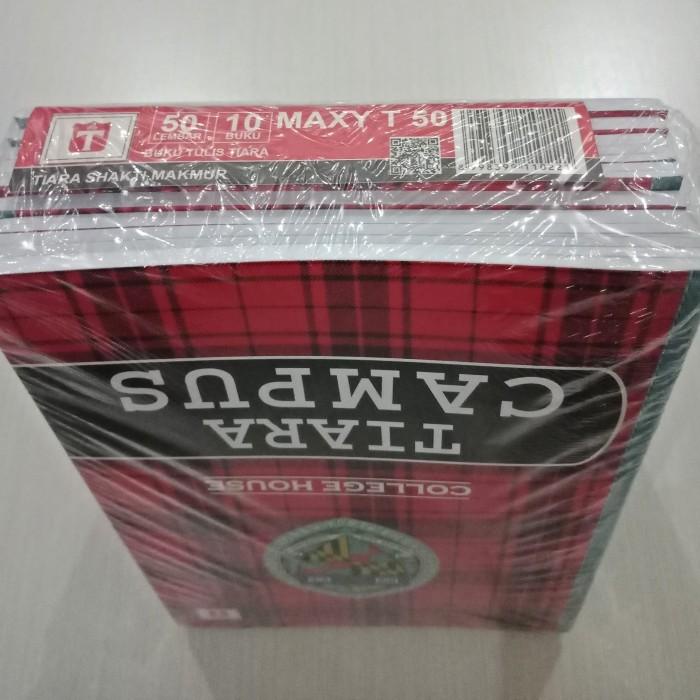 T
50 LEMBAR 10 BUKU MAXY T 50
BUKU TULIS TIARA
TIARA SHAKTI MAKMUR
TIARA
CAMPUS
COLLEGE HOUSE